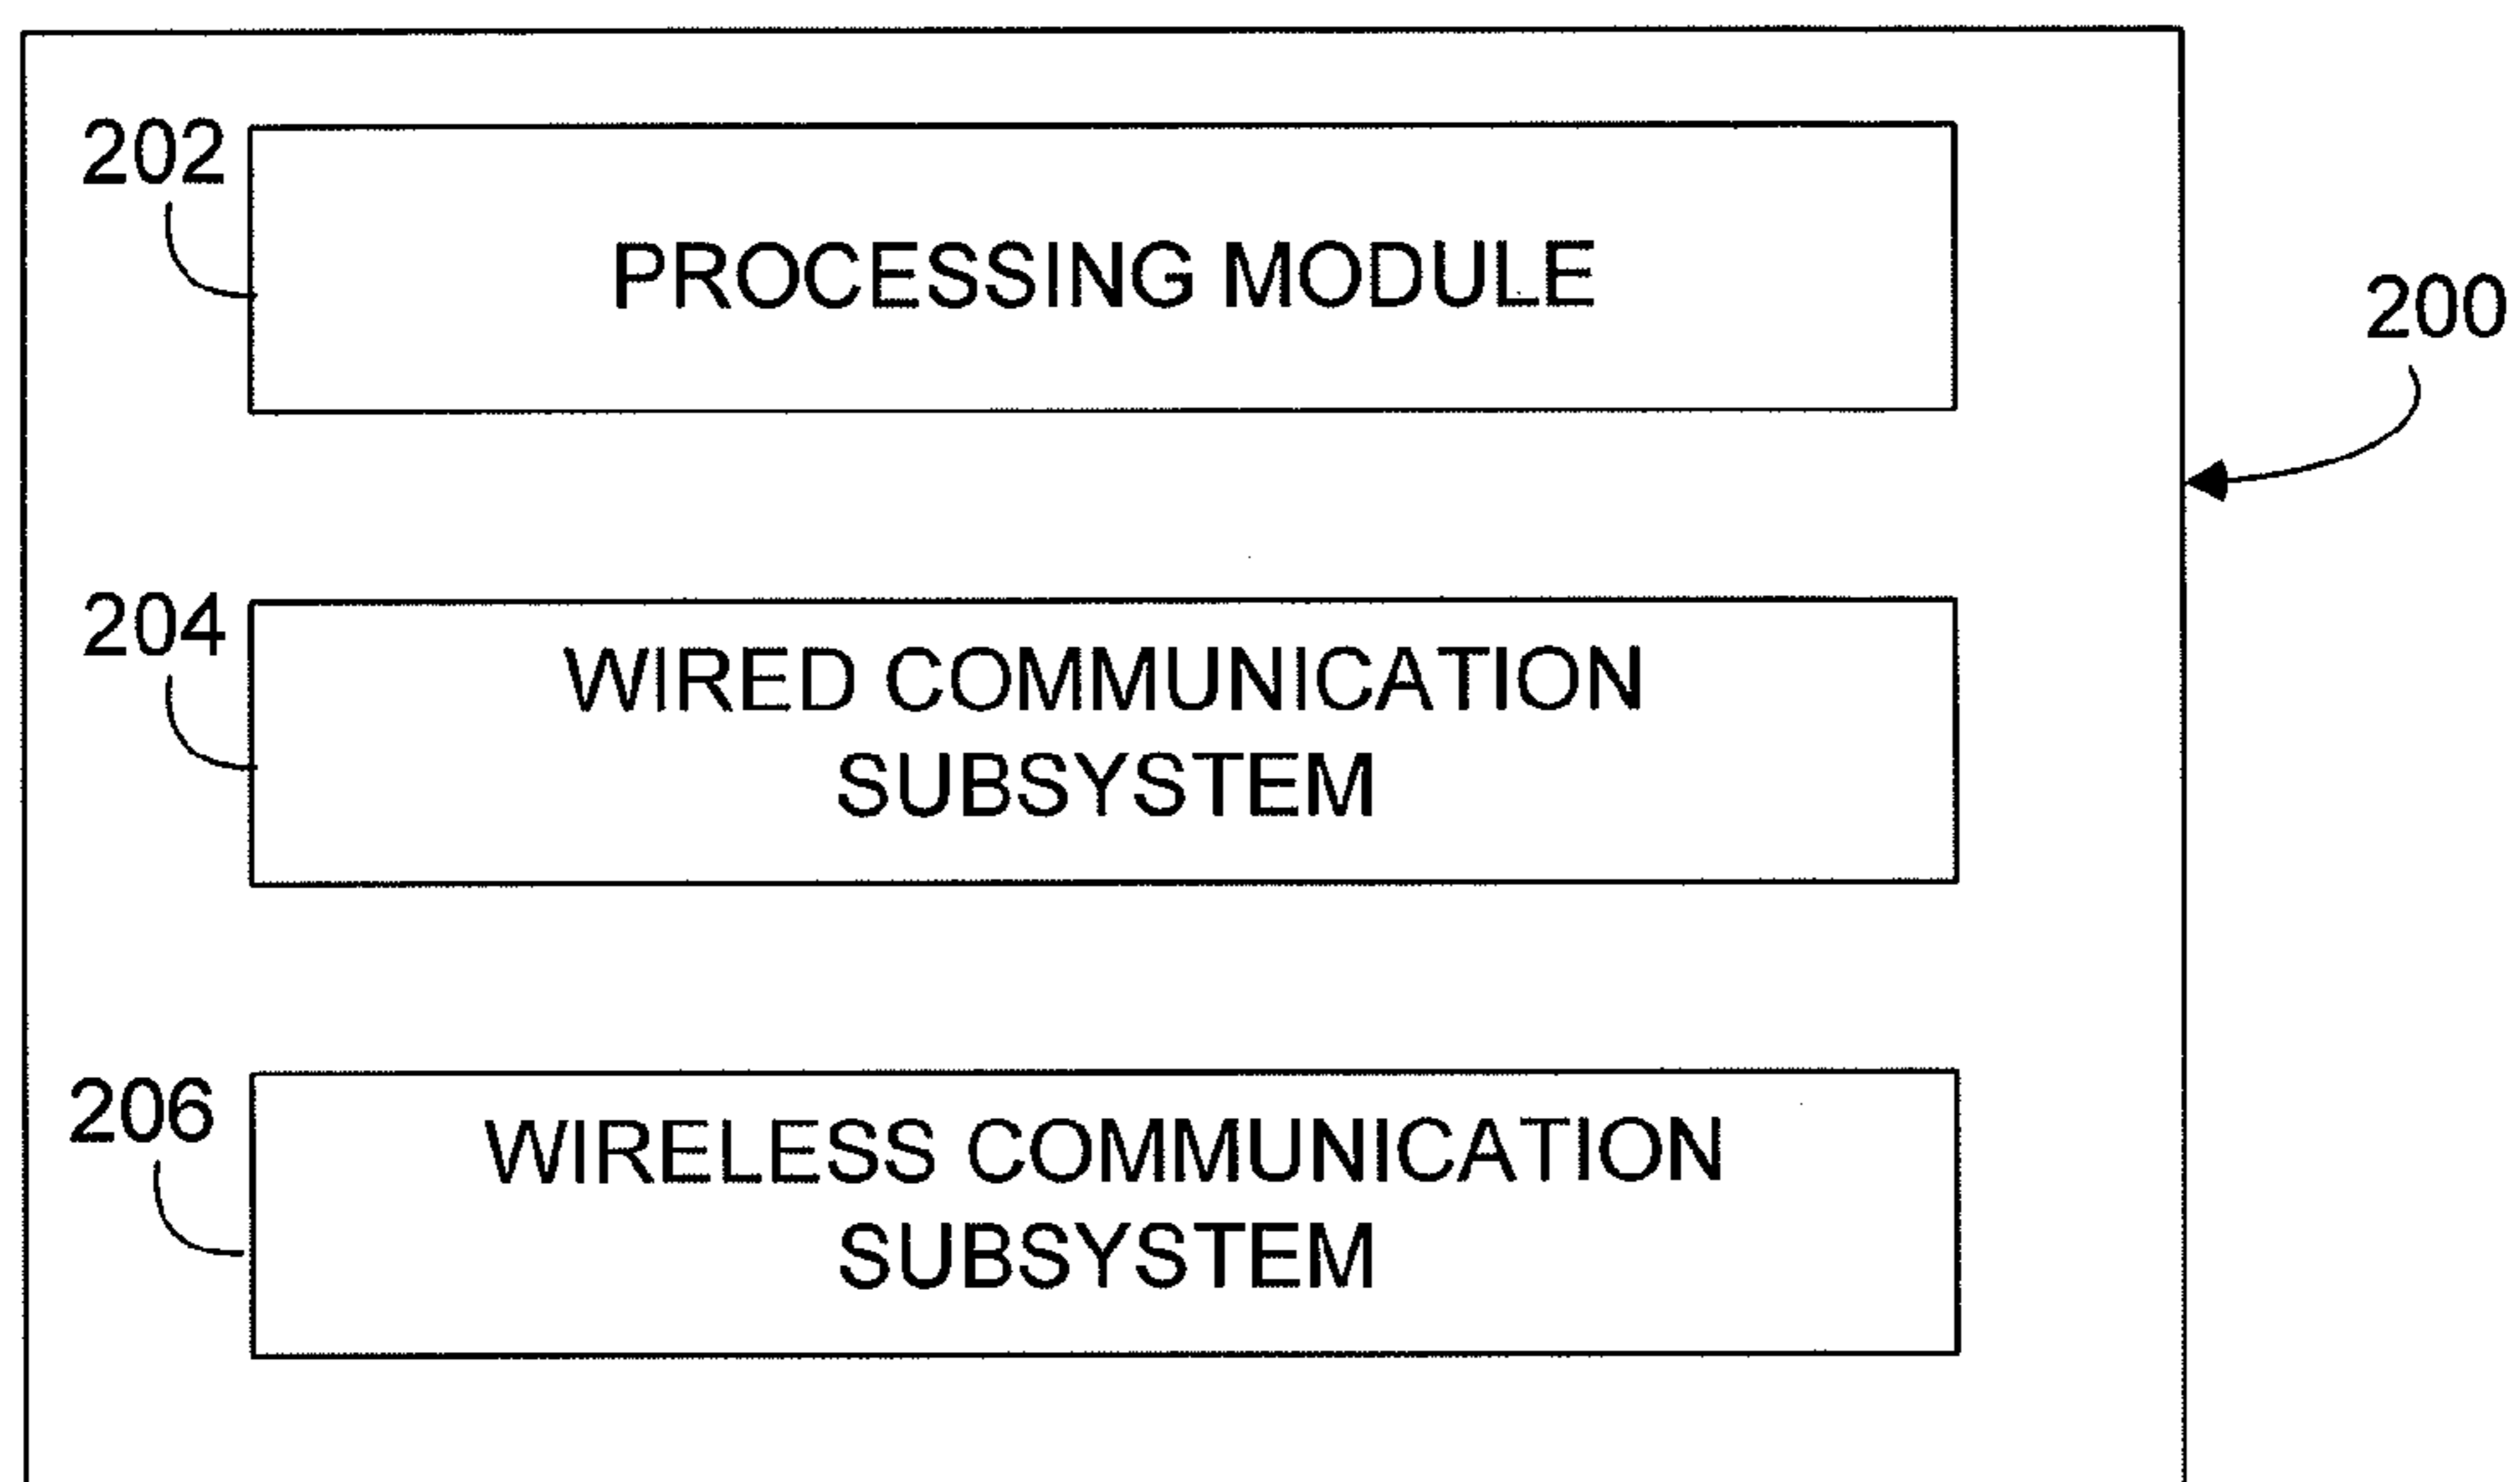 202
PROCESSING MODULE
200
204
WIRED COMMUNICATION
SUBSYSTEM
206
WIRELESS COMMUNICATION
SUBSYSTEM